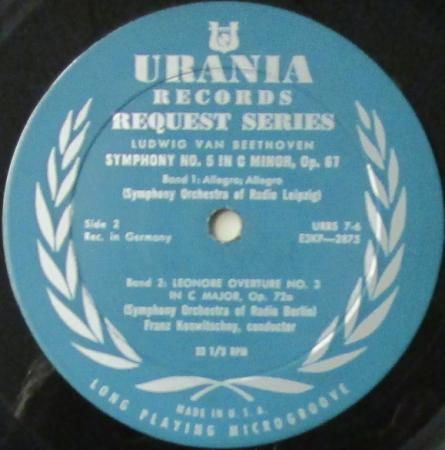 URANIA
RECORDS
REQUEST SERIES
LUDWIG VAN BEETHOVEN
SYMPHONY NO. 5 IN C MINOR, Op. 67
Band 1: Allegro; Allegro
(Symphony Orchestra of Radio Leipzig)
Side 2
Rec. in Germany
URRS 7-6
E3KP—2875
Band 2: LEONORE OVERTURE NO. 3
IN C MAJOR, Op. 72a
(Symphony Orchestra of Radio Berlin)
Franz Konwitschny, conductor
33 1/3 RPM
MADE IN U.S.A.
LONG PLAYING MICROGROOVE